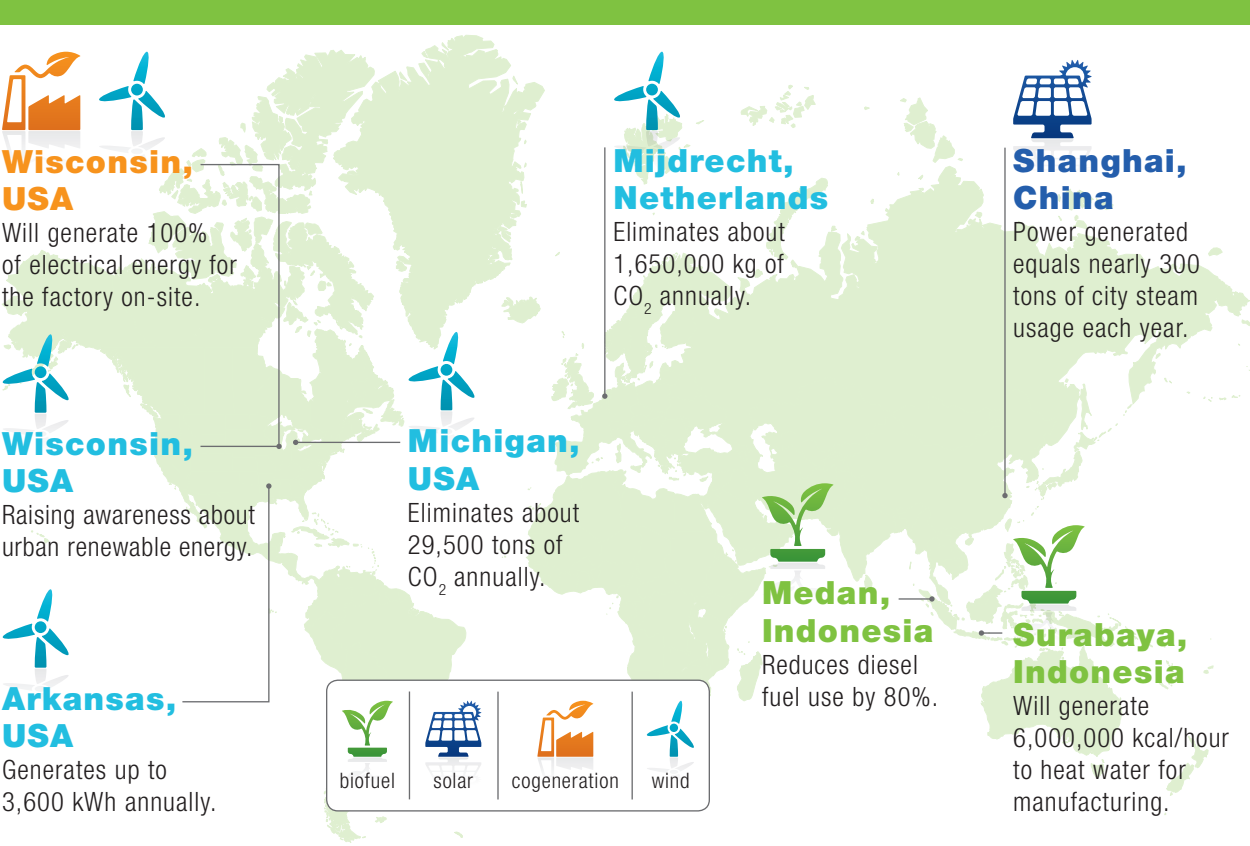 Wisconsin,
USA
Will generate 100%
of electrical energy for
the factory on-site.
Wisconsin,
USA
Raising awareness about
urban renewable energy.
Arkansas,
USA
Generates up to
3,600 kWh annually.
Michigan,
USA
Eliminates about
29,500 tons of
CO2 annually.
Mijdrecht,
Netherlands
Eliminates about
1,650,000 kg of
CO2 annually.
Shanghai,
China
Power generated
equals nearly 300
tons of city steam
usage each year.
Medan,
Indonesia
Reduces diesel
fuel use by 80%.
Surabaya,
Indonesia
Will generate
6,000,000 kcal/hour
to heat water for
manufacturing.
biofuel
solar
cogeneration
wind